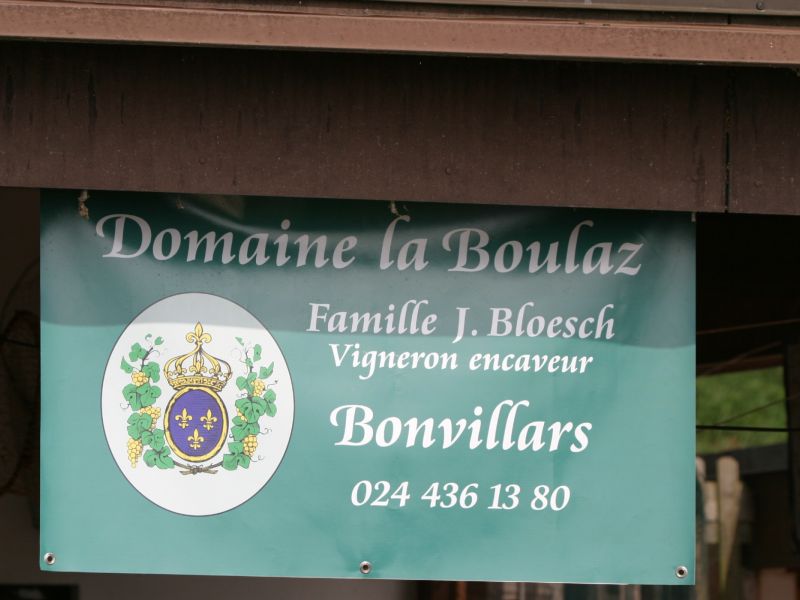 Domaine la Boulaz
Famille J. Bloesch
Vigneron encaveur
Bonvillars
024 436 13 80